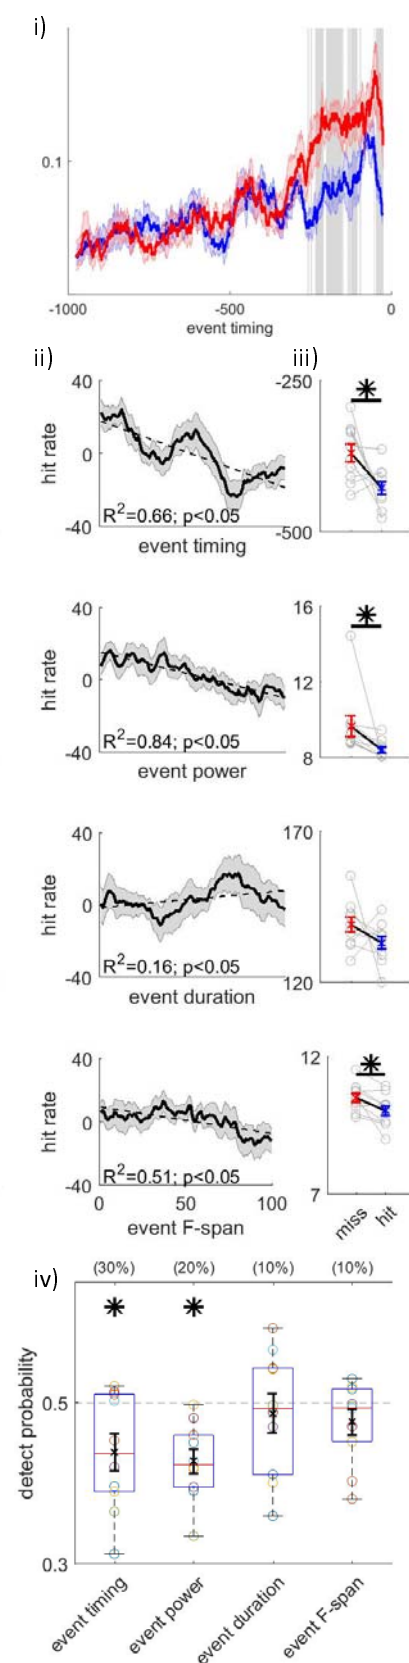 i)
0.1
-1000 -500 0
event timing
ii) iii)
40 -250 *
hit rate 0
-40 R²=0.66; p<0.05 -500
event timing
40 16 *
hit rate 0 12
-40 R²=0.84; p<0.05 8
event power
40 170
hit rate 0
-40 R²=0.16; p<0.05 120
event duration
40 12 *
hit rate 0
-40 R²=0.51; p<0.05 7
0 50 100 miss hit
event F-span
iv) (30%) (20%) (10%) (10%)
* *
detect probability 0.5
0.3
event timing event power event duration event F-span